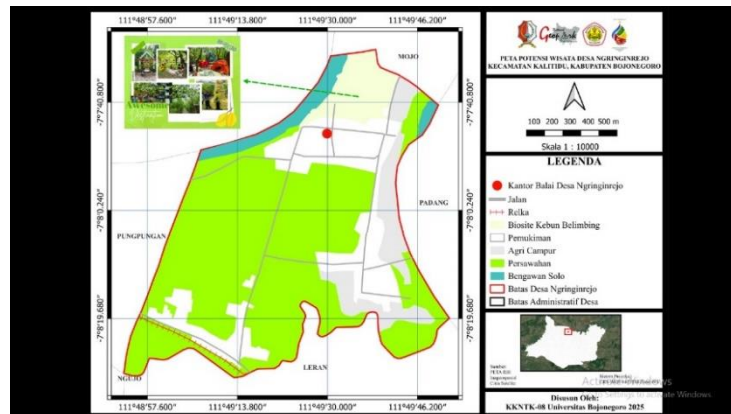 111°48'57.600" 111°49'13.800" 111°49'30.000" 111°49'46.200"
MOJO
-7°7'40.800" -7°7'40.800"
PADANG
-7°8'0.240" -7°8'0.240"
PUNGPUNGAN
-7°8'19.680" -7°8'19.680"
LERAN
NGUJO
111°48'57.600" 111°49'13.800" 111°49'30.000" 111°49'46.200"
PETA POTENSI WISATA DESA NGRINGINREJO
KECAMATAN KALITIDU, KABUPATEN BOJONEGORO
100 200 300 400 500 m
Skala 1 : 10000
LEGENDA
Kantor Balai Desa Ngringinrejo
Jalan
Relka
Biosite Kebun Belimbing
Pemukiman
Agri Campur
Persawahan
Bengawan Solo
Batas Desa Ngringinrejo
Batas Administratif Desa
Disusun Oleh:
KKNTK-08 Universitas Bojonegoro 2025